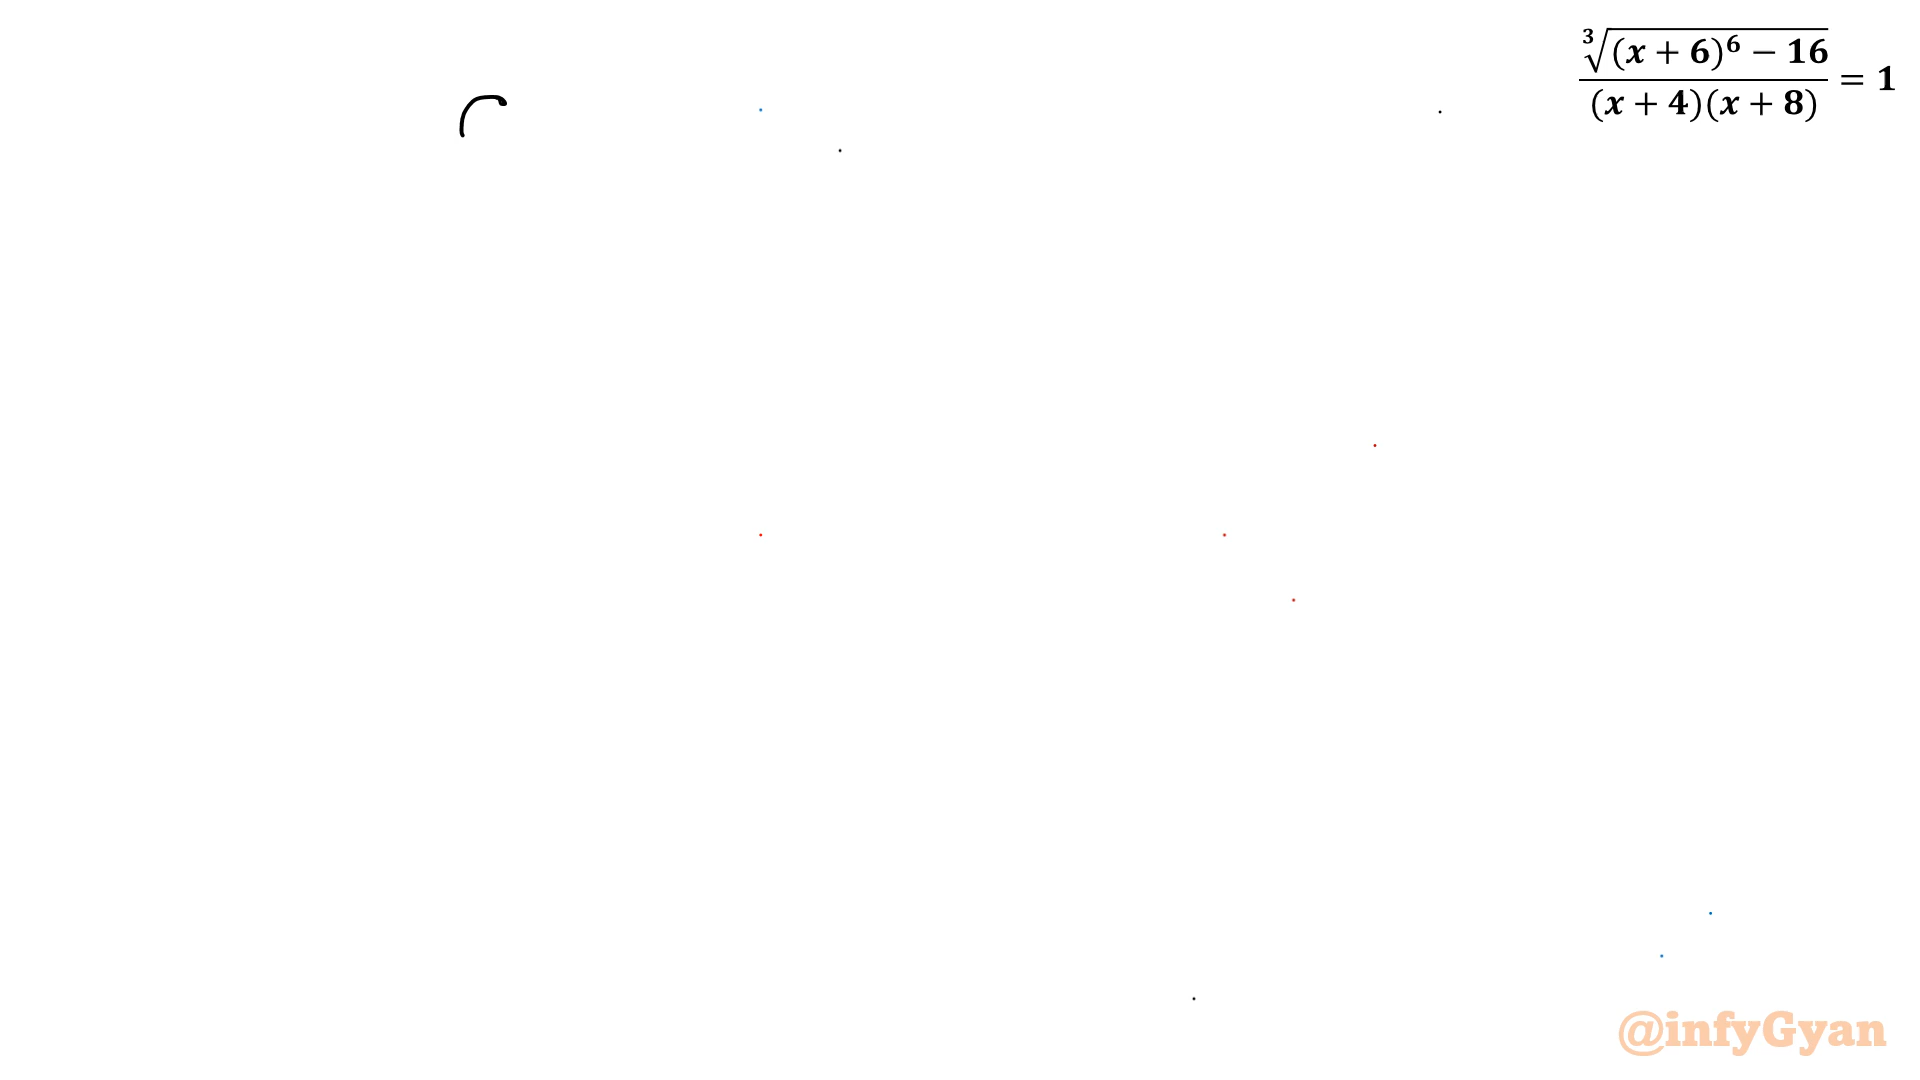 ∛((x + 6)⁶ − 16) / ((x + 4)(x + 8)) = 1
@infyGyan